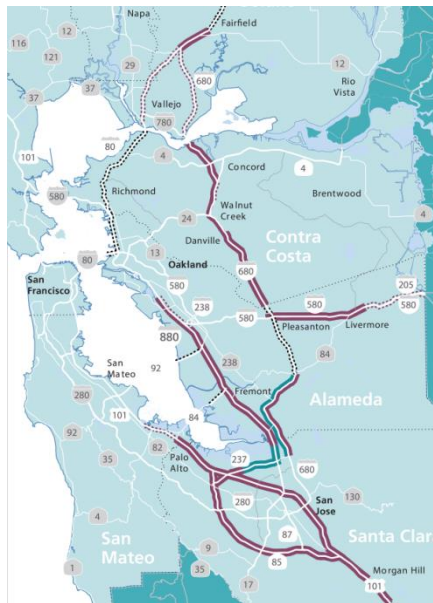 Napa
Fairfield
12
116
121
29
12
680
37
37
Rio
Vista
Vallejo
780
101
80
4
Concord
4
Richmond
Brentwood
580
Walnut
Creek
24
4
Danville
Contra
Costa
13
80
Oakland
680
San
Francisco
580
205
580
580
238
580
Pleasanton
Livermore
880
San
Mateo
92
238
84
280
Fremont
Alameda
101
84
92
82
Palo
Alto
237
680
35
280
130
San
Jose
4
87
San
Mateo
9
85
Santa Clar
Morgan Hill
1
35
17
101